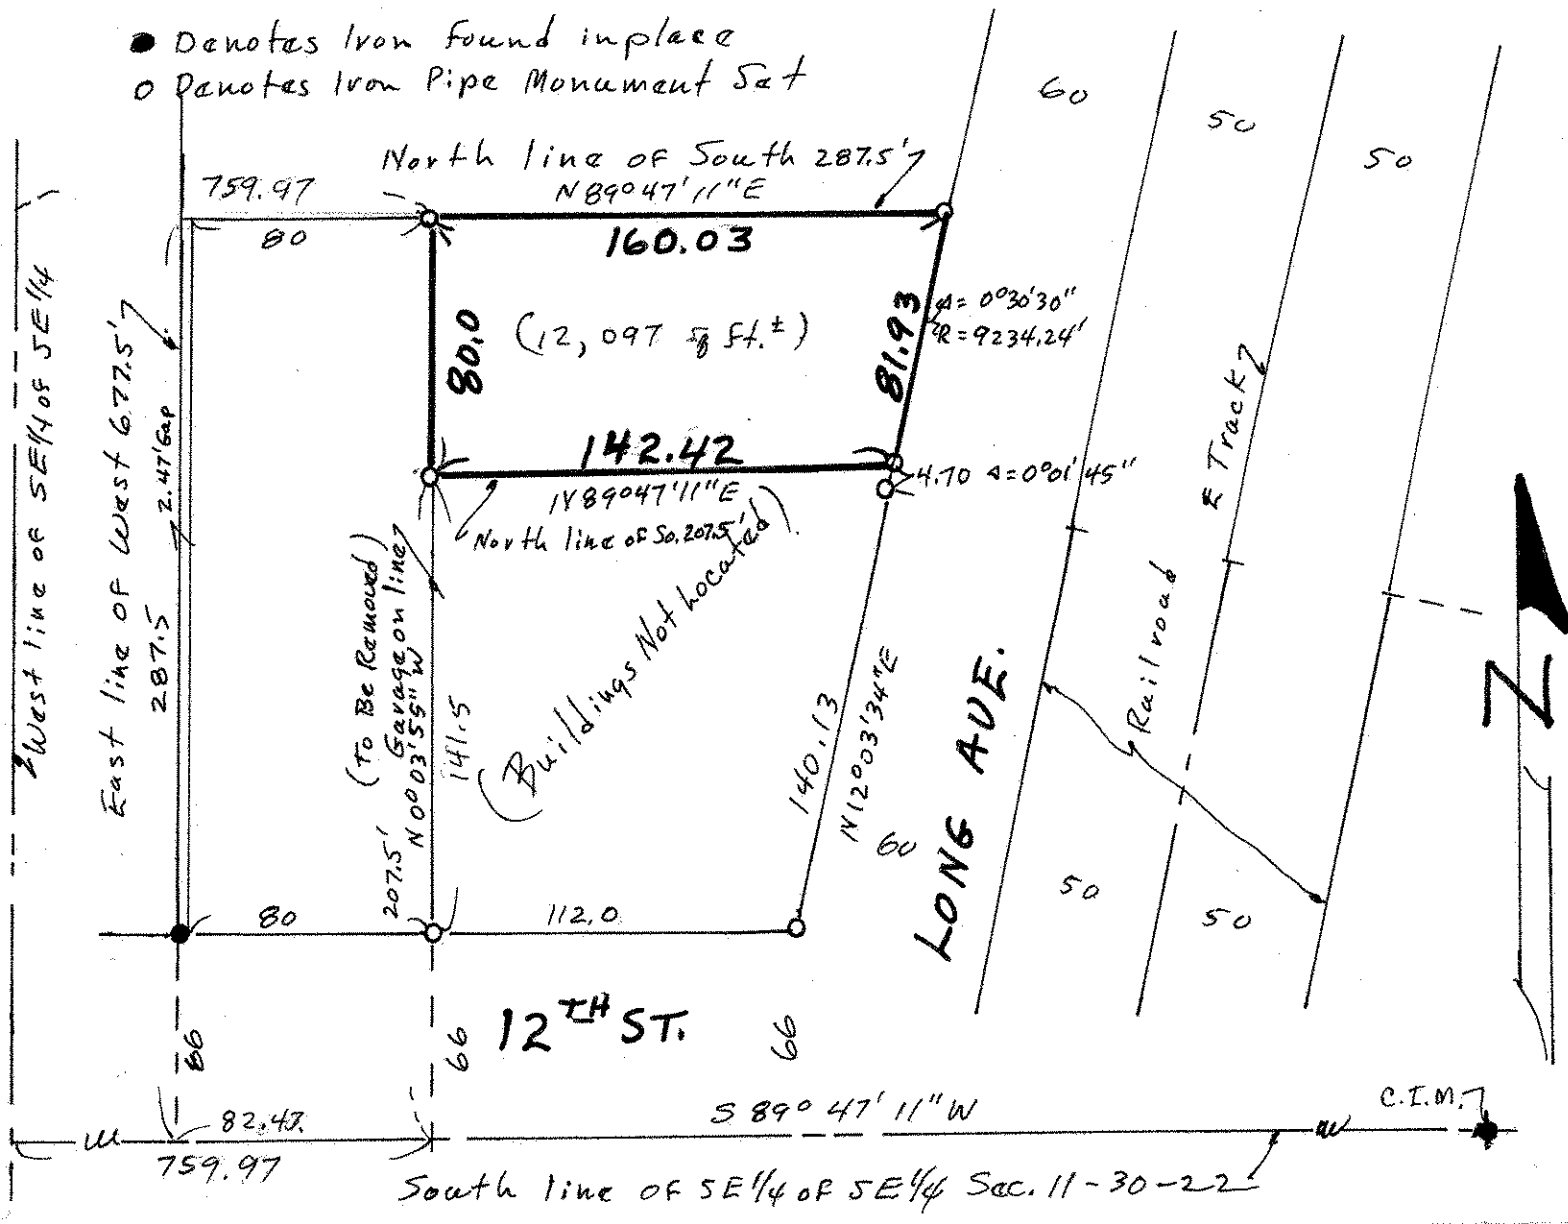 ● Denotes Iron found inplace
○ Denotes Iron Pipe Monument Set
North line of South 287.5'
N89°47'11"E
759.97
80
160.03
80.0
(12,097 sq ft.±)
81.93
Δ= 0°30'30"
R=9234.24'
142.42
N89°47'11"E
North line of So. 207.5'
4.70 Δ=0°01'45"
60
50
50
West line of SE1/4 of SE1/4
East line of West 677.5'
287.5
2.47' Gap
(To Be Removed)
Garage on line
N0°03'55"W
207.5'
141.5
(Buildings Not Located)
140.13
N12°03'34"E
60
LONG AVE.
Railroad
℄ Track
50
50
N
80
112.0
66
66
66
12TH ST.
82.47
759.97
S 89° 47' 11" W
C.I.M.
South line of SE1/4 of SE1/4 Sec. 11-30-22